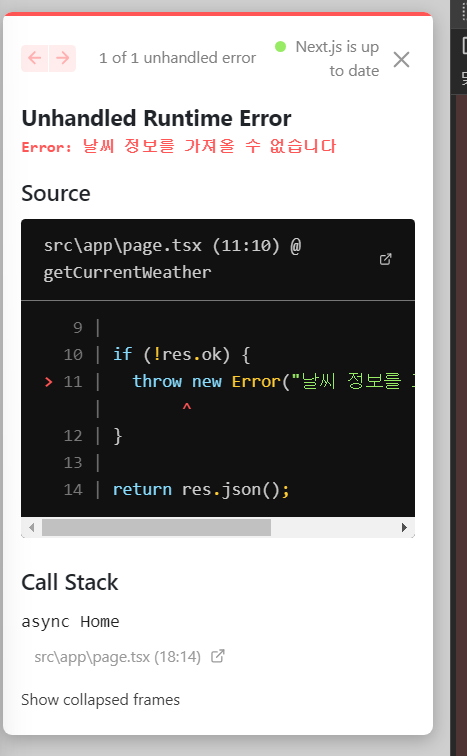 1 of 1 unhandled error
Next.js is up
to date
Unhandled Runtime Error
Error: 날씨 정보를 가져올 수 없습니다
Source
src\app\page.tsx (11:10) @
getCurrentWeather
9 |
10 | if (!res.ok) {
> 11 |   throw new Error("날씨 정보를
|        ^
12 | }
13 |
14 | return res.json();
Call Stack
async Home
src\app\page.tsx (18:14)
Show collapsed frames